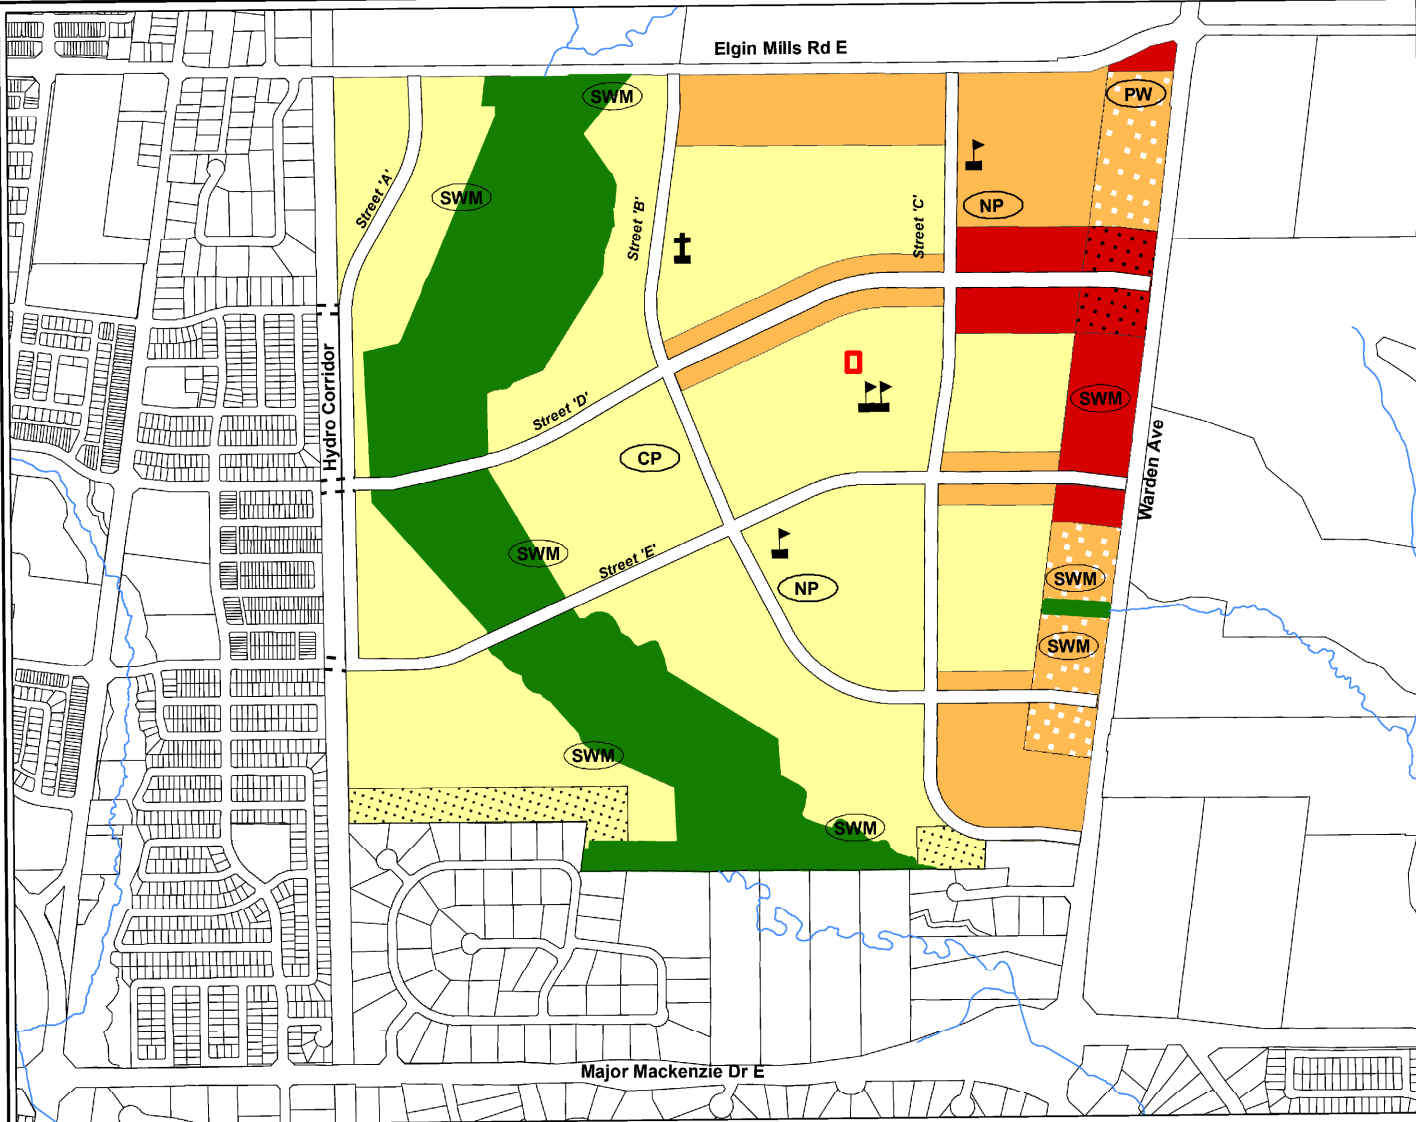 Elgin Mills Rd E
SWM
PW
Street 'A'
SWM
Street 'B'
Street 'C'
NP
Hydro Corridor
Street 'D'
SWM
CP
Warden Ave
SWM
Street 'E'
NP
SWM
SWM
SWM
SWM
Major Mackenzie Dr E